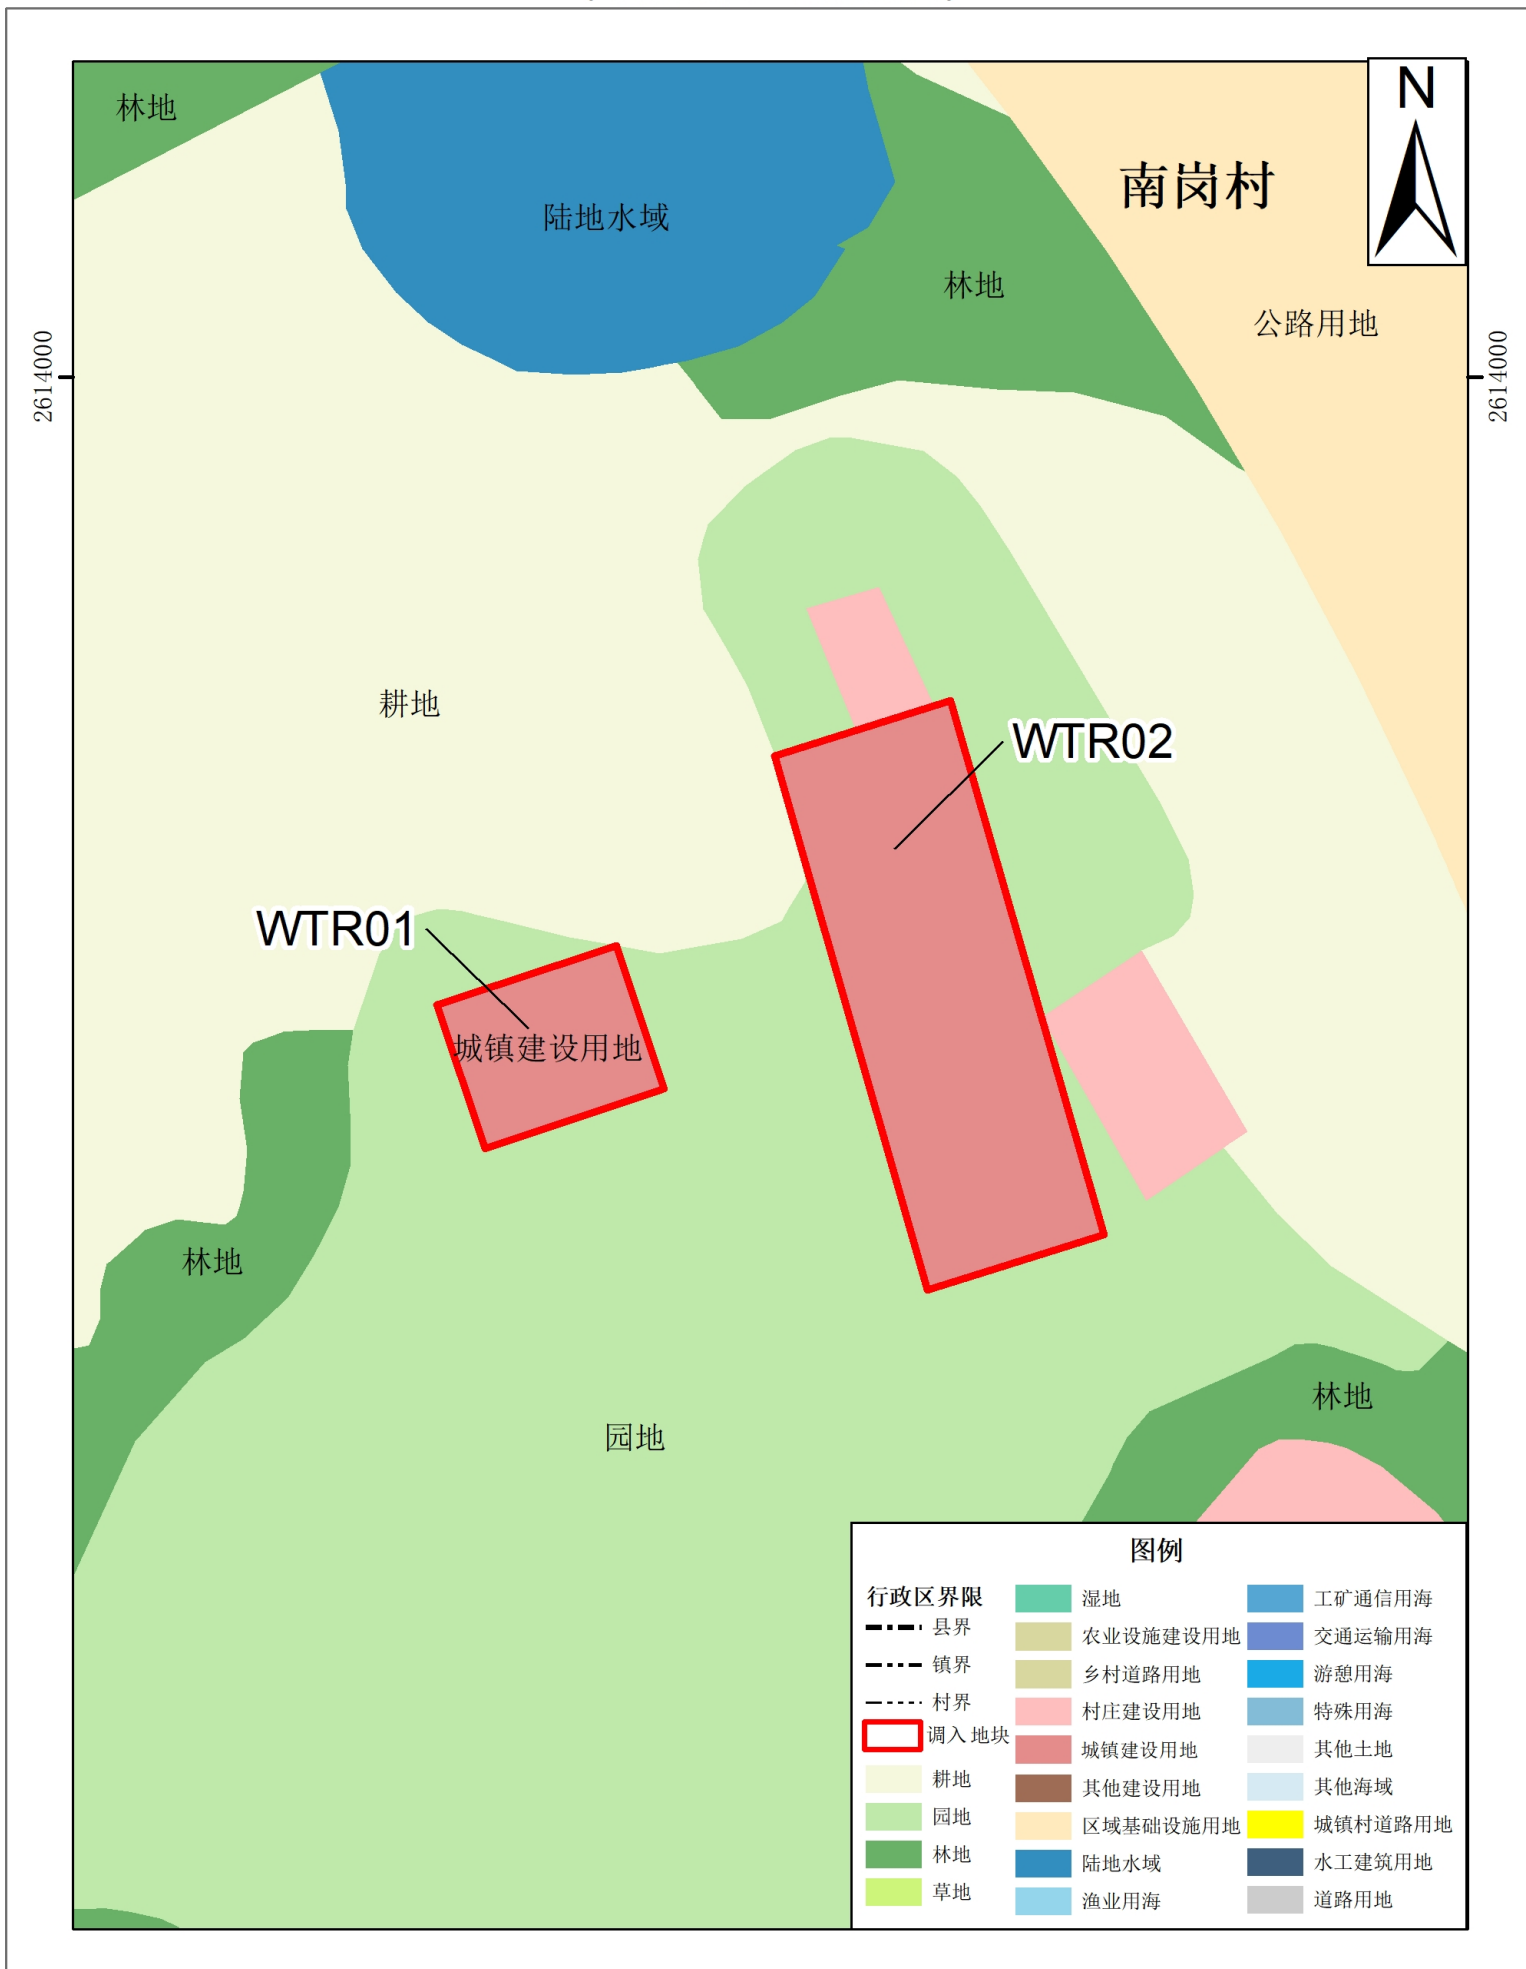 林地
N
南岗村
陆地水域
林地
公路用地
2614000
2614000
耕地
WTR02
WTR01
城镇建设用地
林地
林地
园地
图例
行政区界限
县界
镇界
村界
调入地块
耕地
园地
林地
草地
湿地
农业设施建设用地
乡村道路用地
村庄建设用地
城镇建设用地
其他建设用地
区域基础设施用地
陆地水域
渔业用海
工矿通信用海
交通运输用海
游憩用海
特殊用海
其他土地
其他海域
城镇村道路用地
水工建筑用地
道路用地